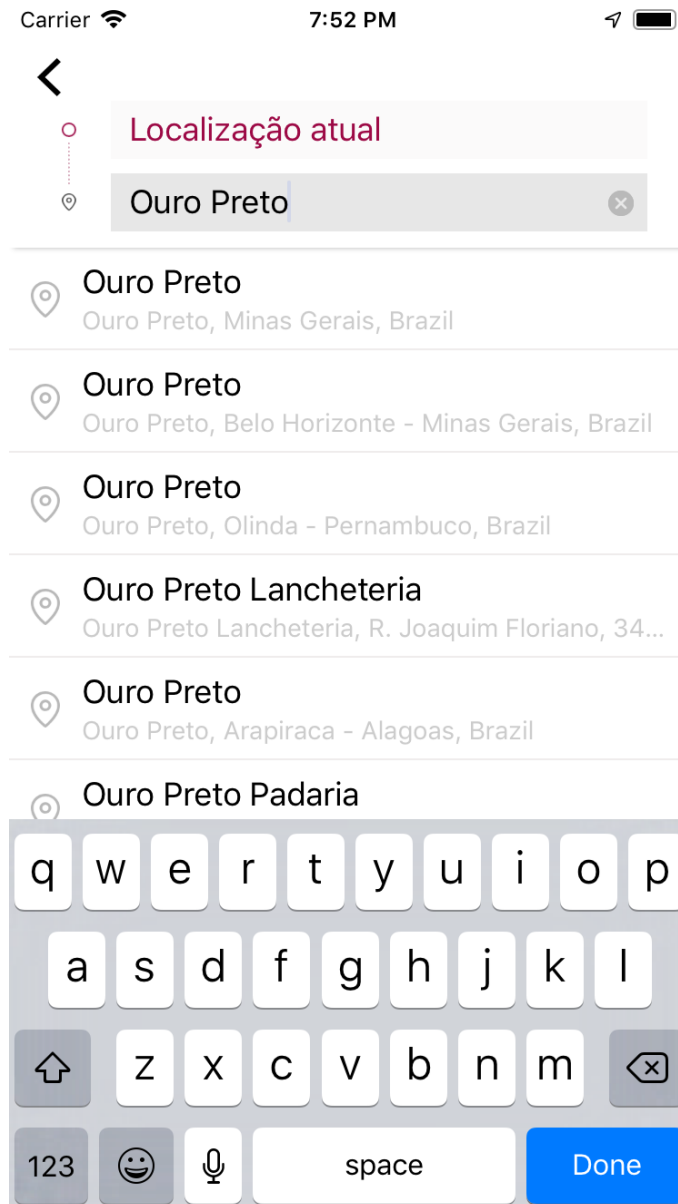 Carrier 7:52 PM
Localização atual
Ouro Preto
Ouro Preto
Ouro Preto, Minas Gerais, Brazil
Ouro Preto
Ouro Preto, Belo Horizonte - Minas Gerais, Brazil
Ouro Preto
Ouro Preto, Olinda - Pernambuco, Brazil
Ouro Preto Lancheteria
Ouro Preto Lancheteria, R. Joaquim Floriano, 34...
Ouro Preto
Ouro Preto, Arapiraca - Alagoas, Brazil
Ouro Preto Padaria
q w e r t y u i o p
a s d f g h j k l
z x c v b n m
123 space Done